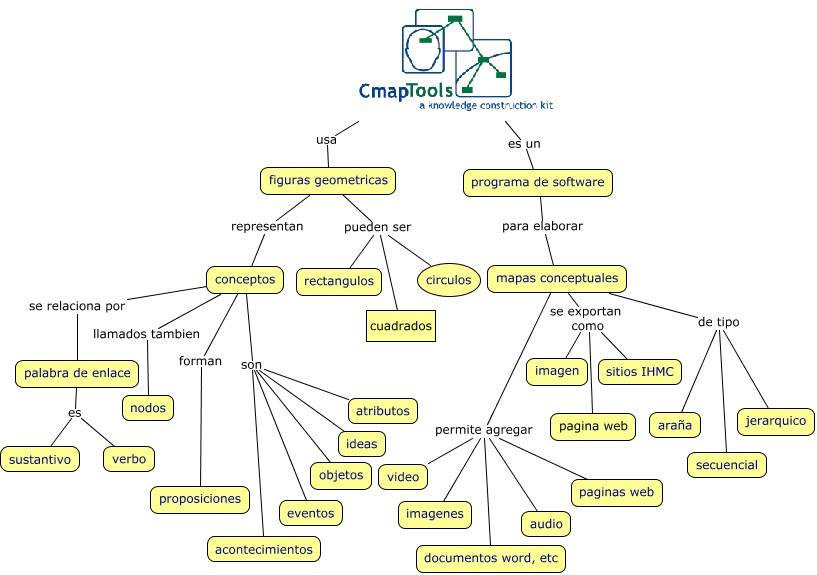 CmapTools
a knowledge construction kit
usa
es un
figuras geometricas
programa de software
representan
pueden ser
para elaborar
conceptos
rectangulos
circulos
mapas conceptuales
se relaciona por
se exportan
como
cuadrados
llamados tambien
de tipo
forman
son
palabra de enlace
imagen
sitios IHMC
nodos
atributos
es
ideas
permite agregar
pagina web
araña
jerarquico
sustantivo
verbo
objetos
video
secuencial
proposiciones
eventos
imagenes
paginas web
audio
acontecimientos
documentos word, etc